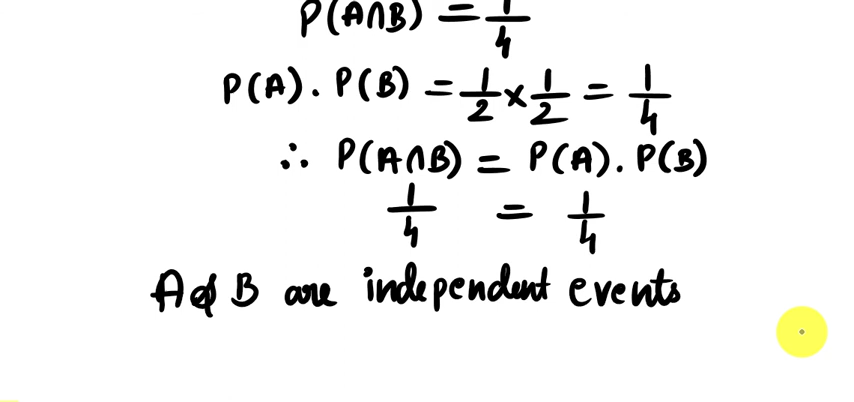 P(A∩B) = 1/4
P(A) . P(B) = 1/2 × 1/2 = 1/4
∴ P(A∩B) = P(A) . P(B)
1/4 = 1/4
A & B are independent events